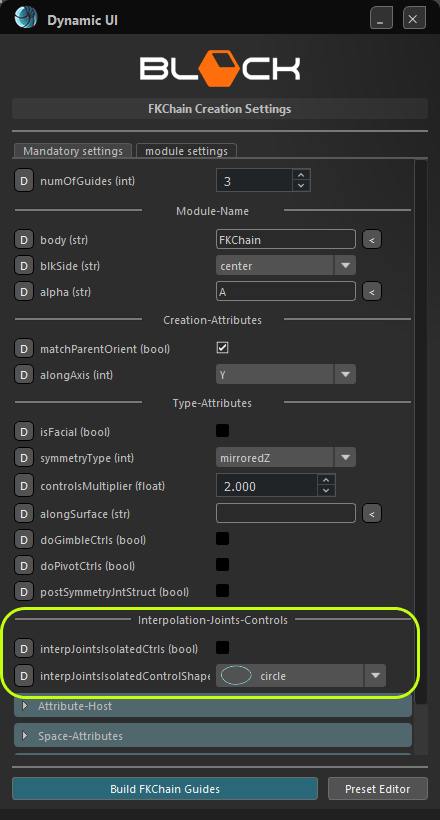 Dynamic UI
BLOCK
FKChain Creation Settings
Mandatory settings module settings
D numOfGuides (int) 3
Module-Name
D body (str) FKChain <
D blkSide (str) center
D alpha (str) A <
Creation-Attributes
D matchParentOrient (bool)
D alongAxis (int) Y
Type-Attributes
D isFacial (bool)
D symmetryType (int) mirroredZ
D controlsMultiplier (float) 2.000
D alongSurface (str) <
D doGimbleCtrls (bool)
D doPivotCtrls (bool)
D postSymmetryJntStruct (bool)
Interpolation-Joints-Controls
D interpJointsIsolatedCtrls (bool)
D interpJointsIsolatedControlShape circle
Attribute-Host
Space-Attributes
Build FKChain Guides Preset Editor